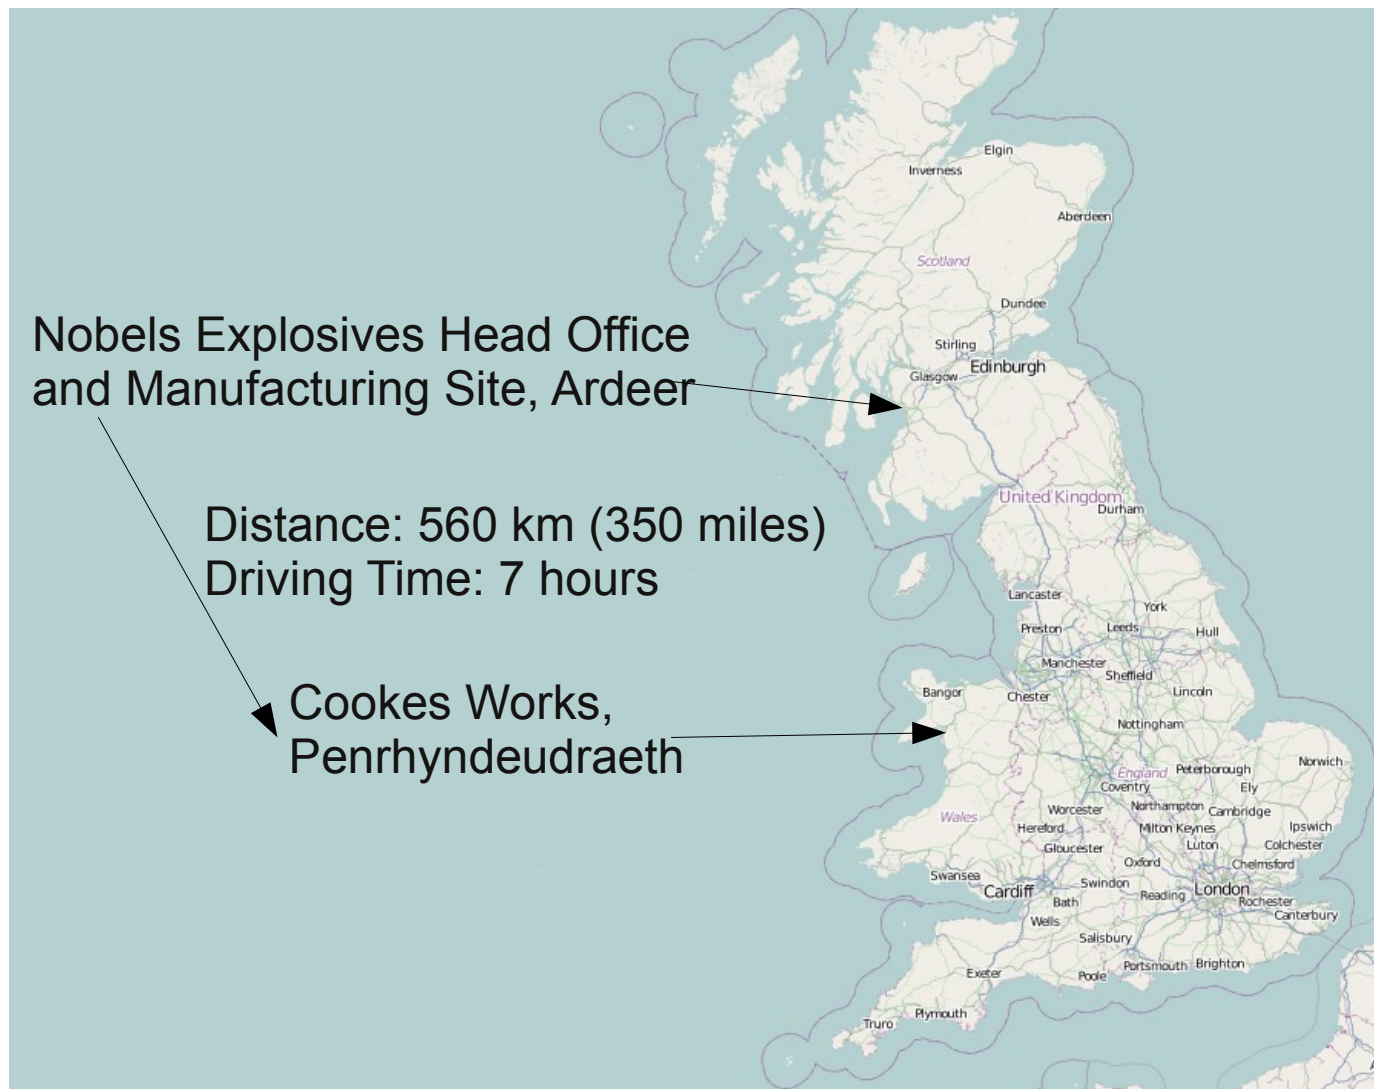 Elgin
Inverness
Aberdeen
Scotland
Dundee
Nobels Explosives Head Office
and Manufacturing Site, Ardeer
Stirling
Edinburgh
Glasgow
United Kingdom
Durham
Distance: 560 km (350 miles)
Driving Time: 7 hours
Lancaster
York
Preston
Leeds
Hull
Manchester
Sheffield
Bangor
Chester
Lincoln
Cookes Works,
Penrhyndeudraeth
Nottingham
Norwich
England
Peterborough
Coventry
Ely
Worcester
Northampton
Cambridge
Wales
Hereford
Milton Keynes
Ipswich
Gloucester
Luton
Colchester
Oxford
Chelmsford
Swansea
Cardiff
Swindon
Reading
London
Bath
Rochester
Canterbury
Wells
Salisbury
Exeter
Poole
Portsmouth
Brighton
Truro
Plymouth